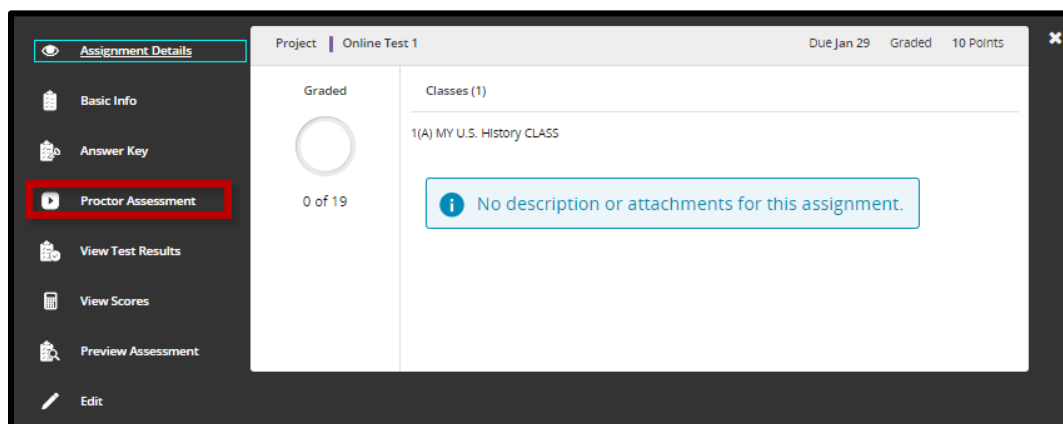 Assignment Details
Basic Info
Answer Key
Proctor Assessment
View Test Results
View Scores
Preview Assessment
Edit
Project Online Test 1 Due Jan 29 Graded 10 Points
Graded
0 of 19
Classes (1)
1(A) MY U.S. History CLASS
No description or attachments for this assignment.